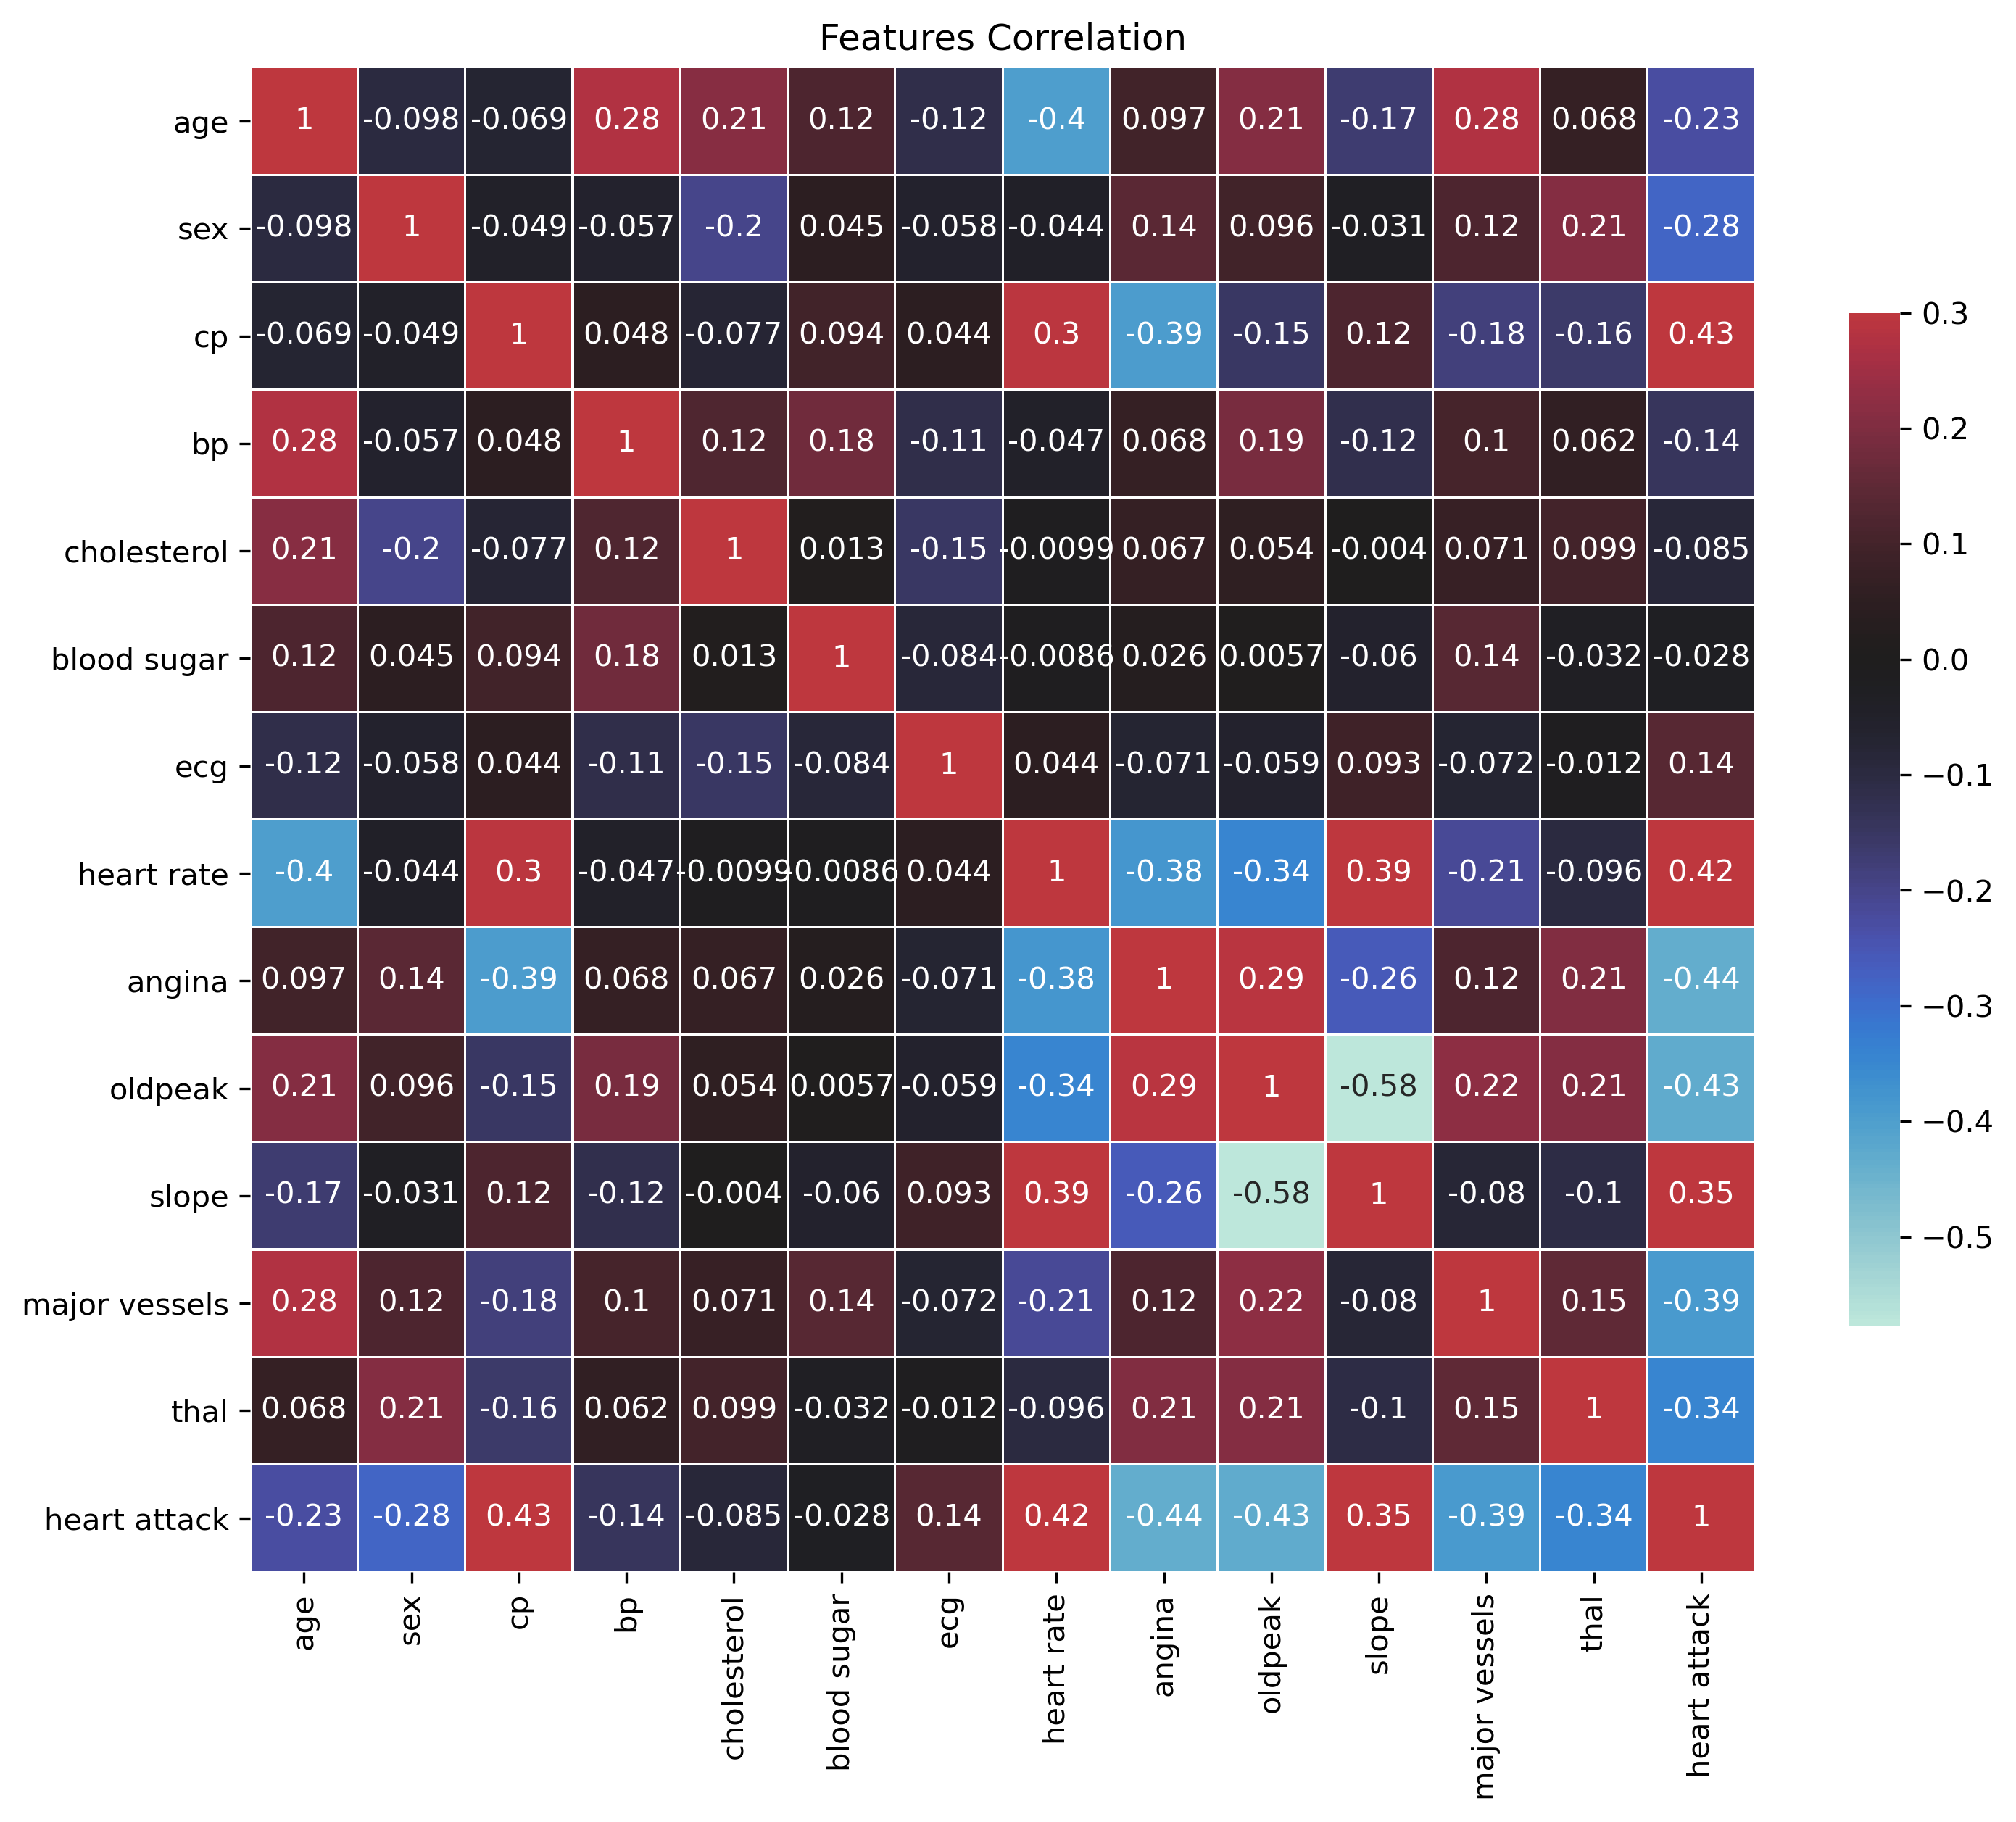 Features Correlation
age 1 -0.098 -0.069 0.28 0.21 0.12 -0.12 -0.4 0.097 0.21 -0.17 0.28 0.068 -0.23
sex -0.098 1 -0.049 -0.057 -0.2 0.045 -0.058 -0.044 0.14 0.096 -0.031 0.12 0.21 -0.28
cp -0.069 -0.049 1 0.048 -0.077 0.094 0.044 0.3 -0.39 -0.15 0.12 -0.18 -0.16 0.43
bp 0.28 -0.057 0.048 1 0.12 0.18 -0.11 -0.047 0.068 0.19 -0.12 0.1 0.062 -0.14
cholesterol 0.21 -0.2 -0.077 0.12 1 0.013 -0.15 -0.0099 0.067 0.054 -0.004 0.071 0.099 -0.085
blood sugar 0.12 0.045 0.094 0.18 0.013 1 -0.084 -0.0086 0.026 0.0057 -0.06 0.14 -0.032 -0.028
ecg -0.12 -0.058 0.044 -0.11 -0.15 -0.084 1 0.044 -0.071 -0.059 0.093 -0.072 -0.012 0.14
heart rate -0.4 -0.044 0.3 -0.047 -0.0099 -0.0086 0.044 1 -0.38 -0.34 0.39 -0.21 -0.096 0.42
angina 0.097 0.14 -0.39 0.068 0.067 0.026 -0.071 -0.38 1 0.29 -0.26 0.12 0.21 -0.44
oldpeak 0.21 0.096 -0.15 0.19 0.054 0.0057 -0.059 -0.34 0.29 1 -0.58 0.22 0.21 -0.43
slope -0.17 -0.031 0.12 -0.12 -0.004 -0.06 0.093 0.39 -0.26 -0.58 1 -0.08 -0.1 0.35
major vessels 0.28 0.12 -0.18 0.1 0.071 0.14 -0.072 -0.21 0.12 0.22 -0.08 1 0.15 -0.39
thal 0.068 0.21 -0.16 0.062 0.099 -0.032 -0.012 -0.096 0.21 0.21 -0.1 0.15 1 -0.34
heart attack -0.23 -0.28 0.43 -0.14 -0.085 -0.028 0.14 0.42 -0.44 -0.43 0.35 -0.39 -0.34 1
age sex cp bp cholesterol blood sugar ecg heart rate angina oldpeak slope major vessels thal heart attack
0.3
0.2
0.1
0.0
−0.1
−0.2
−0.3
−0.4
−0.5